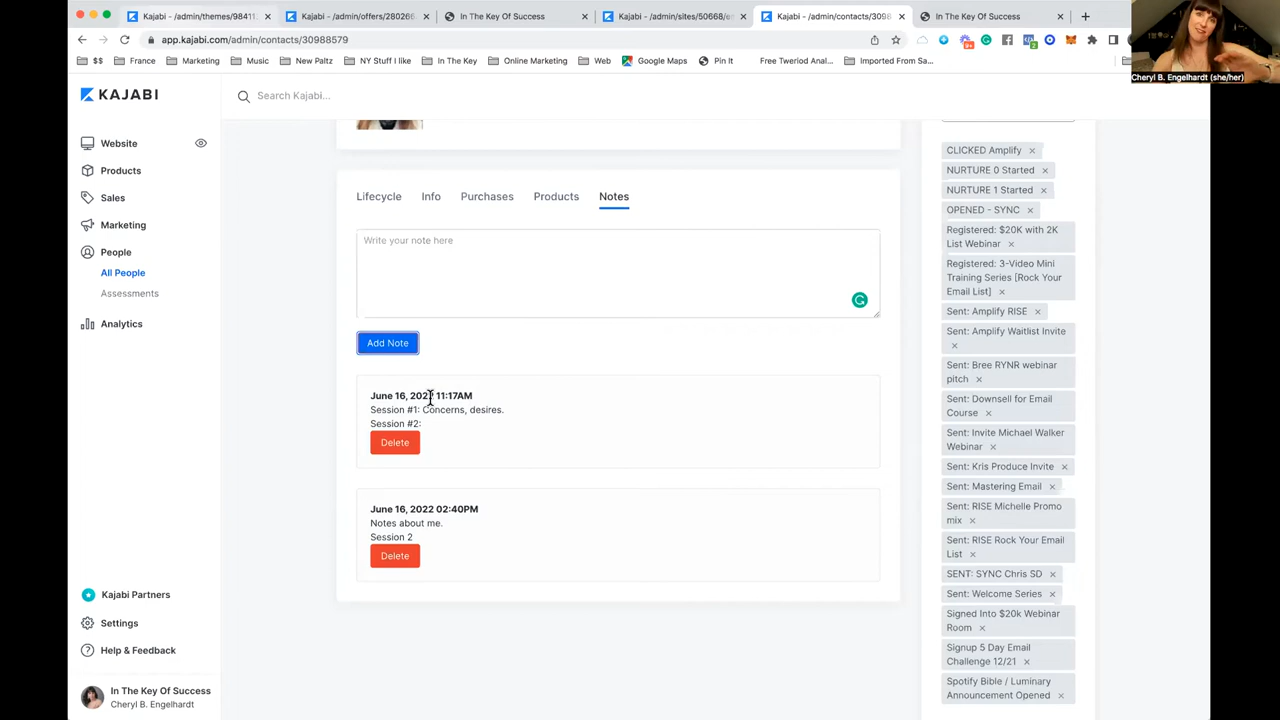 Kajabi - /admin/themes/98411
Kajabi - /admin/offers/280266
In The Key Of Success
Kajabi - /admin/sites/50668/e
Kajabi - /admin/contacts/3098
In The Key Of Success
app.kajabi.com/admin/contacts/30988579
$$
France
Marketing
Music
New Paltz
NY Stuff I like
In The Key
Online Marketing
Web
Google Maps
Pin It
Free Tweriod Anal...
Imported From Sa...
Cheryl B. Engelhardt (she/her)
KAJABI
Search Kajabi...
Website
Products
Sales
Marketing
People
All People
Assessments
Analytics
Kajabi Partners
Settings
Help & Feedback
In The Key Of Success
Cheryl B. Engelhardt
Lifecycle
Info
Purchases
Products
Notes
Write your note here
Add Note
June 16, 2022 11:17AM
Session #1: Concerns, desires.
Session #2:
Delete
June 16, 2022 02:40PM
Notes about me.
Session 2
Delete
CLICKED Amplify ×
NURTURE 0 Started ×
NURTURE 1 Started ×
OPENED - SYNC ×
Registered: $20K with 2K
List Webinar ×
Registered: 3-Video Mini
Training Series [Rock Your
Email List] ×
Sent: Amplify RISE ×
Sent: Amplify Waitlist Invite
×
Sent: Bree RYNR webinar
pitch ×
Sent: Downsell for Email
Course ×
Sent: Invite Michael Walker
Webinar ×
Sent: Kris Produce Invite ×
Sent: Mastering Email ×
Sent: RISE Michelle Promo
mix ×
Sent: RISE Rock Your Email
List ×
SENT: SYNC Chris SD ×
Sent: Welcome Series ×
Signed Into $20k Webinar
Room ×
Signup 5 Day Email
Challenge 12/21 ×
Spotify Bible / Luminary
Announcement Opened ×